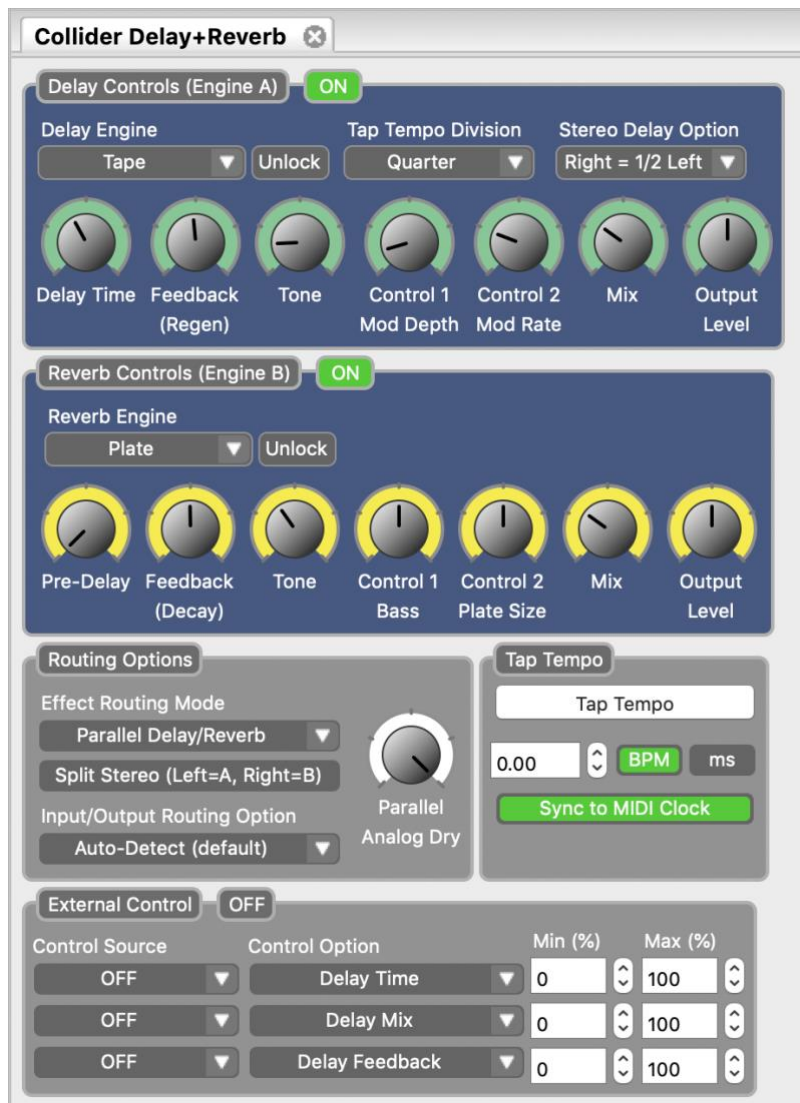 Collider Delay+Reverb
Delay Controls (Engine A) ON
Delay Engine Tap Tempo Division Stereo Delay Option
Tape Unlock Quarter Right = 1/2 Left
Delay Time Feedback Tone Control 1 Control 2 Mix Output
(Regen) Mod Depth Mod Rate Level
Reverb Controls (Engine B) ON
Reverb Engine
Plate Unlock
Pre-Delay Feedback Tone Control 1 Control 2 Mix Output
(Decay) Bass Plate Size Level
Routing Options
Effect Routing Mode
Parallel Delay/Reverb
Split Stereo (Left=A, Right=B)
Input/Output Routing Option
Auto-Detect (default)
Parallel
Analog Dry
Tap Tempo
Tap Tempo
0.00 BPM ms
Sync to MIDI Clock
External Control OFF
Control Source Control Option Min (%) Max (%)
OFF Delay Time 0 100
OFF Delay Mix 0 100
OFF Delay Feedback 0 100